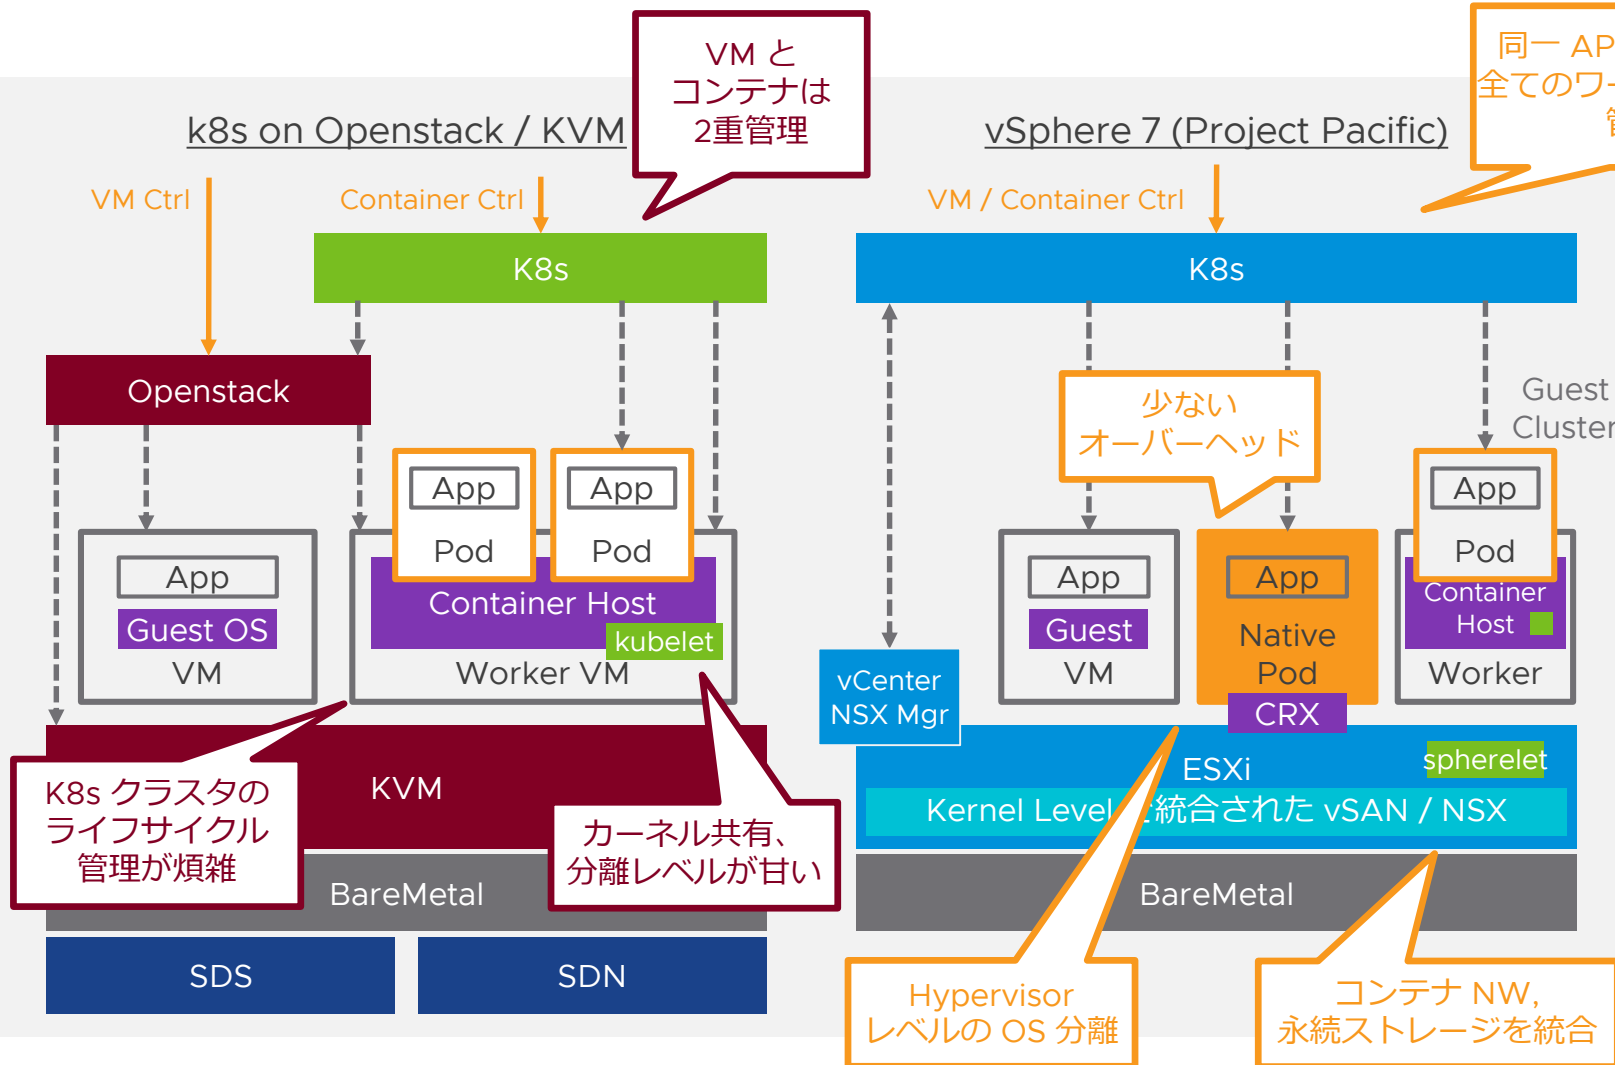 VM と
コンテナは
2重管理
同一 AP
全てのワー
k8s on Openstack / KVM
vSphere 7 (Project Pacific)
VM Ctrl
Container Ctrl
VM / Container Ctrl
K8s
K8s
Openstack
少ない
オーバーヘッド
Guest
Cluster
App
Pod
App
Pod
App
Pod
App
Guest OS
VM
Container Host
kubelet
Worker VM
App
Guest
VM
App
Native
Pod
CRX
Container
Host
Worker
vCenter
NSX Mgr
KVM
ESXi
spherelet
Kernel Level で統合された vSAN / NSX
K8s クラスタの
ライフサイクル
管理が煩雑
カーネル共有、
分離レベルが甘い
BareMetal
BareMetal
SDS
SDN
Hypervisor
レベルの OS 分離
コンテナ NW,
永続ストレージを統合